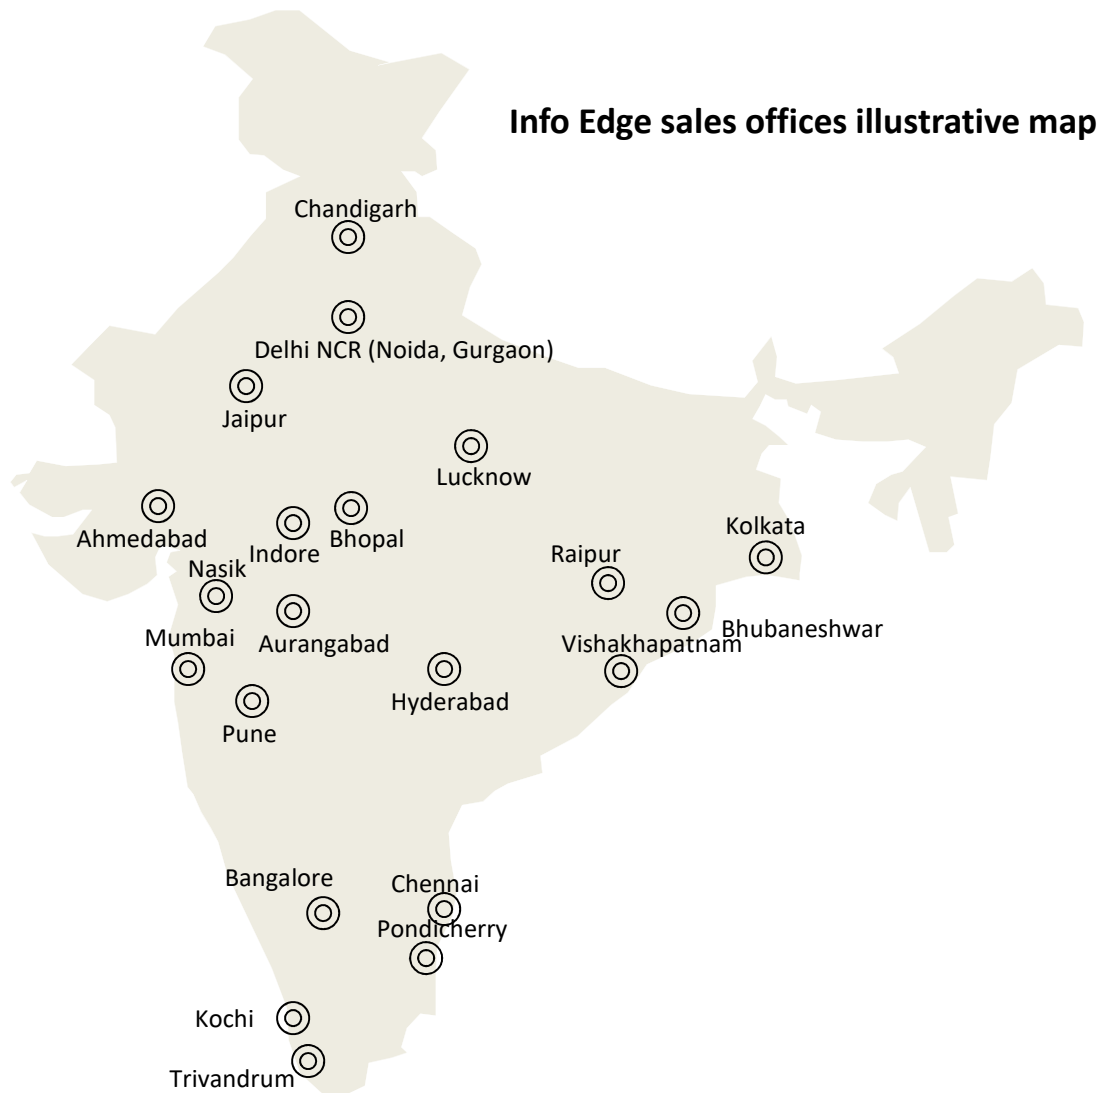 Info Edge sales offices illustrative map
Chandigarh
Delhi NCR (Noida, Gurgaon)
Jaipur
Lucknow
Ahmedabad
Indore
Bhopal
Kolkata
Raipur
Nasik
Bhubaneshwar
Mumbai
Aurangabad
Vishakhapatnam
Hyderabad
Pune
Bangalore
Chennai
Pondicherry
Kochi
Trivandrum